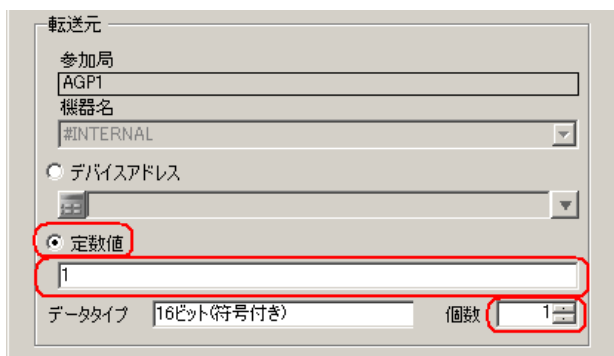 転送元
参加局
AGP1
機器名
#INTERNAL
デバイスアドレス
定数値
1
データタイプ 16ビット(符号付き) 個数 1